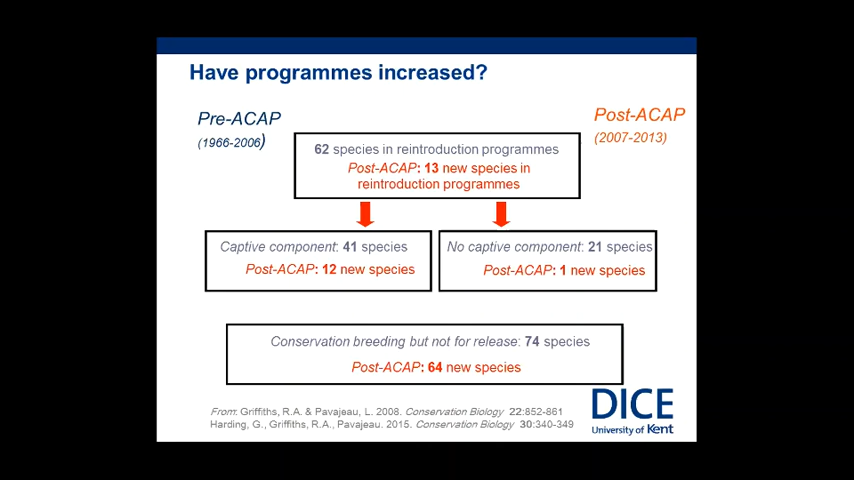 Have programmes increased?
Pre-ACAP
(1966-2006)
Post-ACAP
(2007-2013)
62 species in reintroduction programmes
Post-ACAP: 13 new species in
reintroduction programmes
Captive component: 41 species
Post-ACAP: 12 new species
No captive component: 21 species
Post-ACAP: 1 new species
Conservation breeding but not for release: 74 species
Post-ACAP: 64 new species
From: Griffiths, R.A. & Pavajeau, L. 2008. Conservation Biology 22:852-861
Harding, G., Griffiths, R.A., Pavajeau. 2015. Conservation Biology 30:340-349
DICE
University of Kent